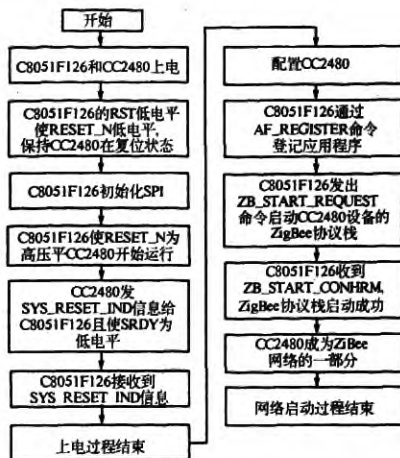 开始
C8051F126和CC2480上电
C8051F126的RST低电平
使RESET_N低电平,
保持CC2480在复位状态
C8051F126初始化SPI
C8051F126使RESET_N为
高压平CC2480开始运行
CC2480发
SYS_RESET_IND信息给
C8051F126且使SRDY为
低电平
C8051F126接收到
SYS_RESET_IND信息
上电过程结束
配置CC2480
C8051F126通过
AF_REGISTER命令
登记应用程序
C8051F126发出
ZB_START_REQUEST
命令启动CC2480设备的
ZigBee协议栈
C8051F126收到
ZB_START_CONHRM,
ZigBee协议栈启动成功
CC2480成为ZiBee
网络的一部分
网络启动过程结束